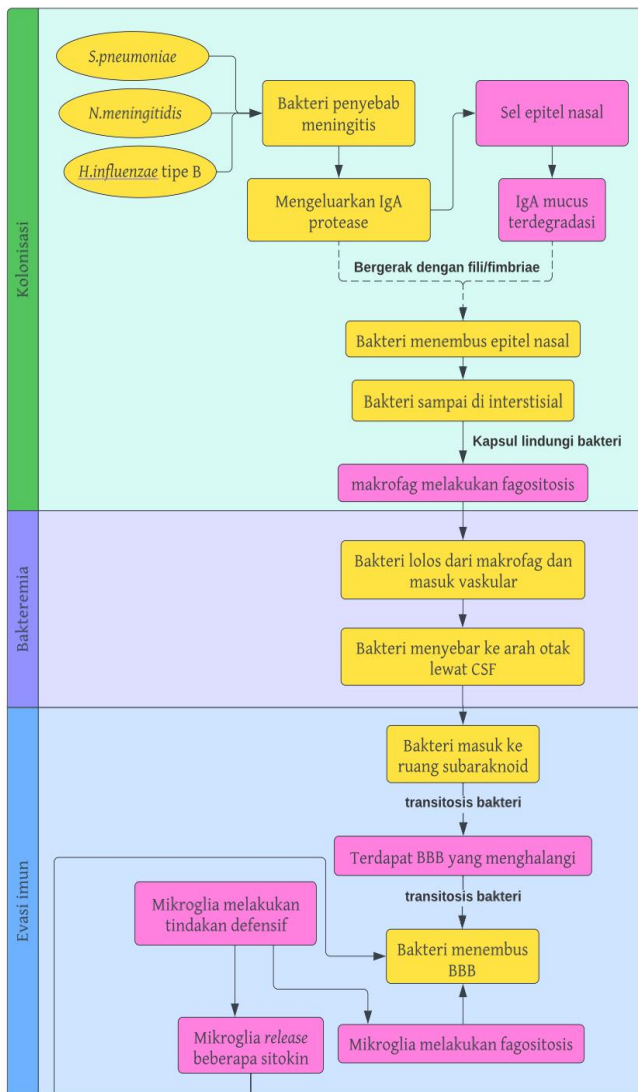 Kolonisasi
S.pneumoniae
N.meningitidis
H.influenzae tipe B
Bakteri penyebab
meningitis
Mengeluarkan IgA
protease
Sel epitel nasal
IgA mucus
terdegradasi
Bergerak dengan fili/fimbriae
Bakteri menembus epitel nasal
Bakteri sampai di interstisial
Kapsul lindungi bakteri
makrofag melakukan fagositosis
Bakteremia
Bakteri lolos dari makrofag dan
masuk vaskular
Bakteri menyebar ke arah otak
lewat CSF
Evasi imun
Bakteri masuk ke
ruang subaraknoid
transitosis bakteri
Terdapat BBB yang menghalangi
transitosis bakteri
Mikroglia melakukan
tindakan defensif
Bakteri menembus
BBB
Mikroglia release
beberapa sitokin
Mikroglia melakukan fagositosis